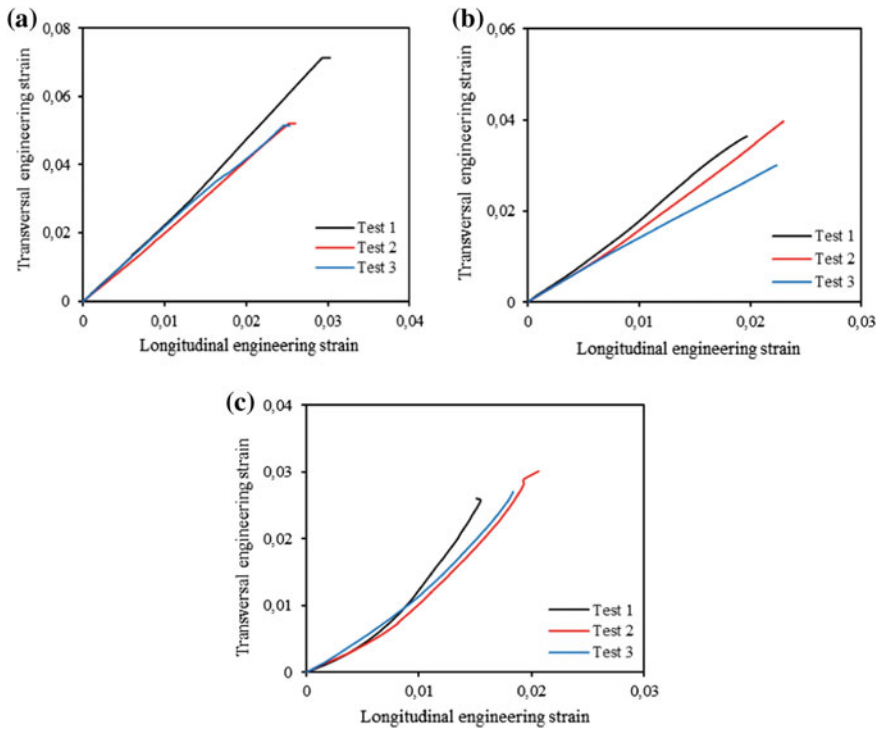 (a)
Transversal engineering strain
0,08
0,06
0,04
0,02
0
0
0,01
0,02
0,03
0,04
Longitudinal engineering strain
Test 1
Test 2
Test 3
(b)
Transversal engineering strain
0,06
0,04
0,02
0
0
0,01
0,02
0,03
Longitudinal engineering strain
Test 1
Test 2
Test 3
(c)
Transversal engineering strain
0,04
0,03
0,02
0,01
0
0
0,01
0,02
0,03
Longitudinal engineering strain
Test 1
Test 2
Test 3